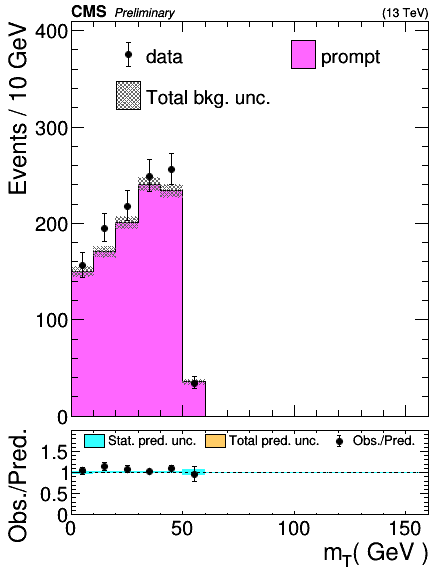 CMS Preliminary (13 TeV)
Events / 10 GeV
400
300
200
100
0
data
prompt
Total bkg. unc.
Obs./Pred.
1.5
1
0.5
0
Stat. pred. unc.
Total pred. unc.
Obs./Pred.
0 50 100 150
m_T( GeV )